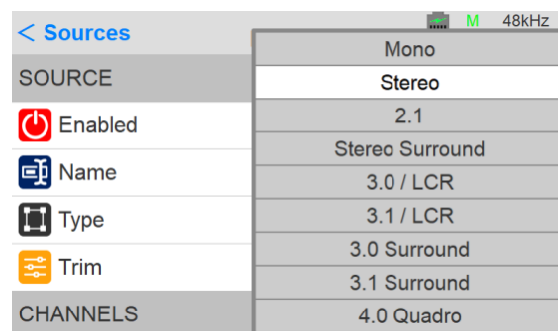 < Sources
M 48kHz
SOURCE
Enabled
Name
Type
Trim
CHANNELS
Mono
Stereo
2.1
Stereo Surround
3.0 / LCR
3.1 / LCR
3.0 Surround
3.1 Surround
4.0 Quadro